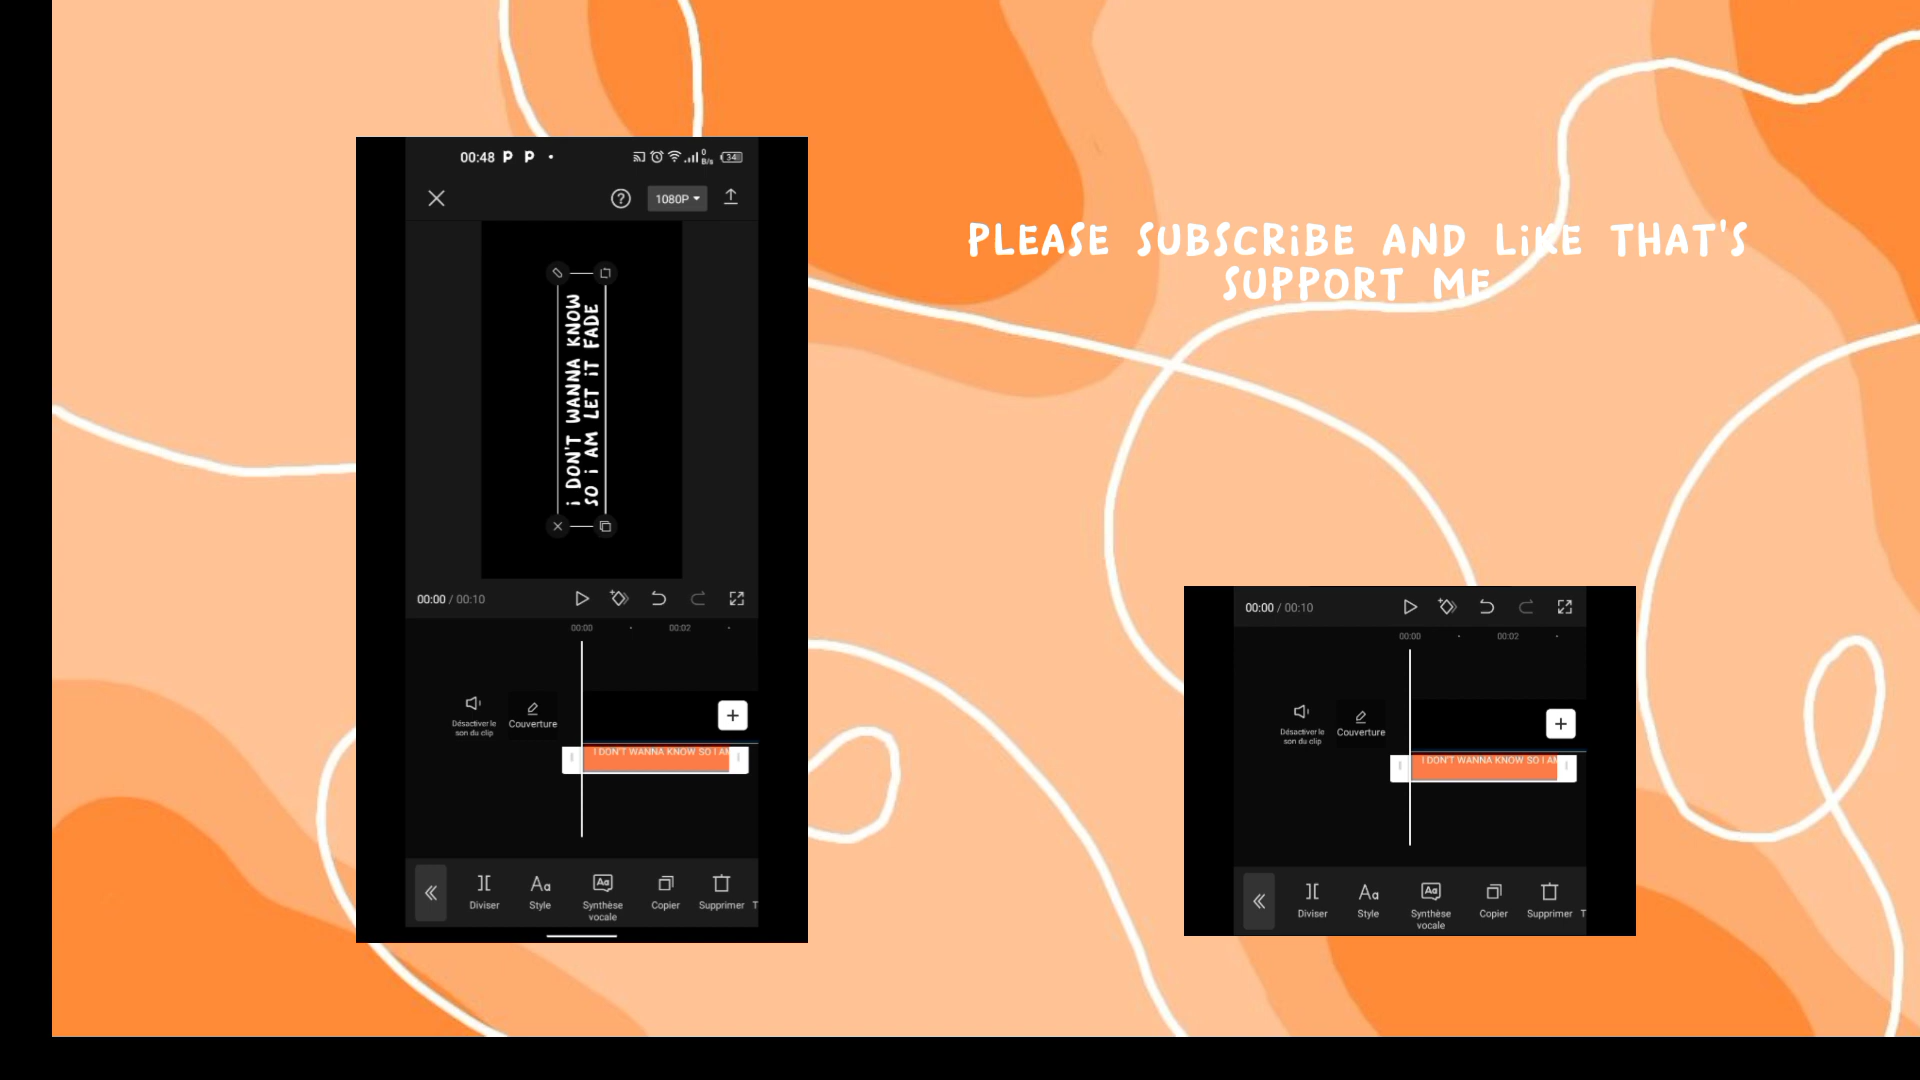 00:48 P P
0
B/s
34
1080P
I DON'T WANNA KNOW
SO I AM LET IT FADE
00:00 / 00:10
00:00
00:02
Désactiver le
son du clip
Couverture
I DON'T WANNA KNOW SO I AM
Diviser
Style
Synthèse
vocale
Copier
Supprimer
T
PLEASE SUBSCRIBE AND LIKE THAT'S
SUPPORT ME
00:00 / 00:10
00:00
00:02
Désactiver le
son du clip
Couverture
I DON'T WANNA KNOW SO I AM
Diviser
Style
Synthèse
vocale
Copier
Supprimer
T